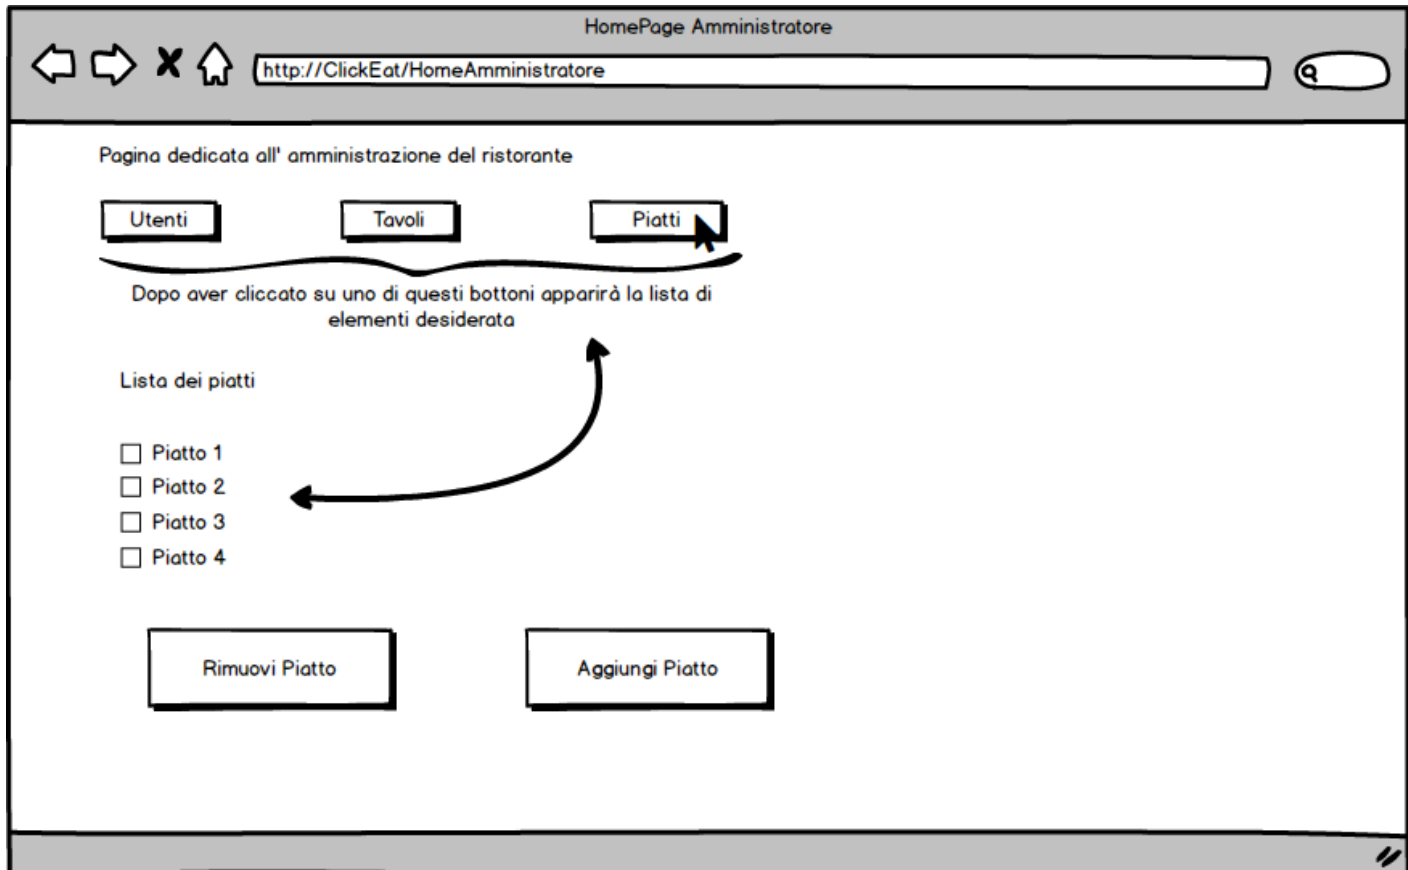 HomePage Amministratore
http://ClickEat/HomeAmministratore
Pagina dedicata all' amministrazione del ristorante
Utenti
Tavoli
Piatti
Dopo aver cliccato su uno di questi bottoni apparirà la lista di
elementi desiderata
Lista dei piatti
Piatto 1
Piatto 2
Piatto 3
Piatto 4
Rimuovi Piatto
Aggiungi Piatto